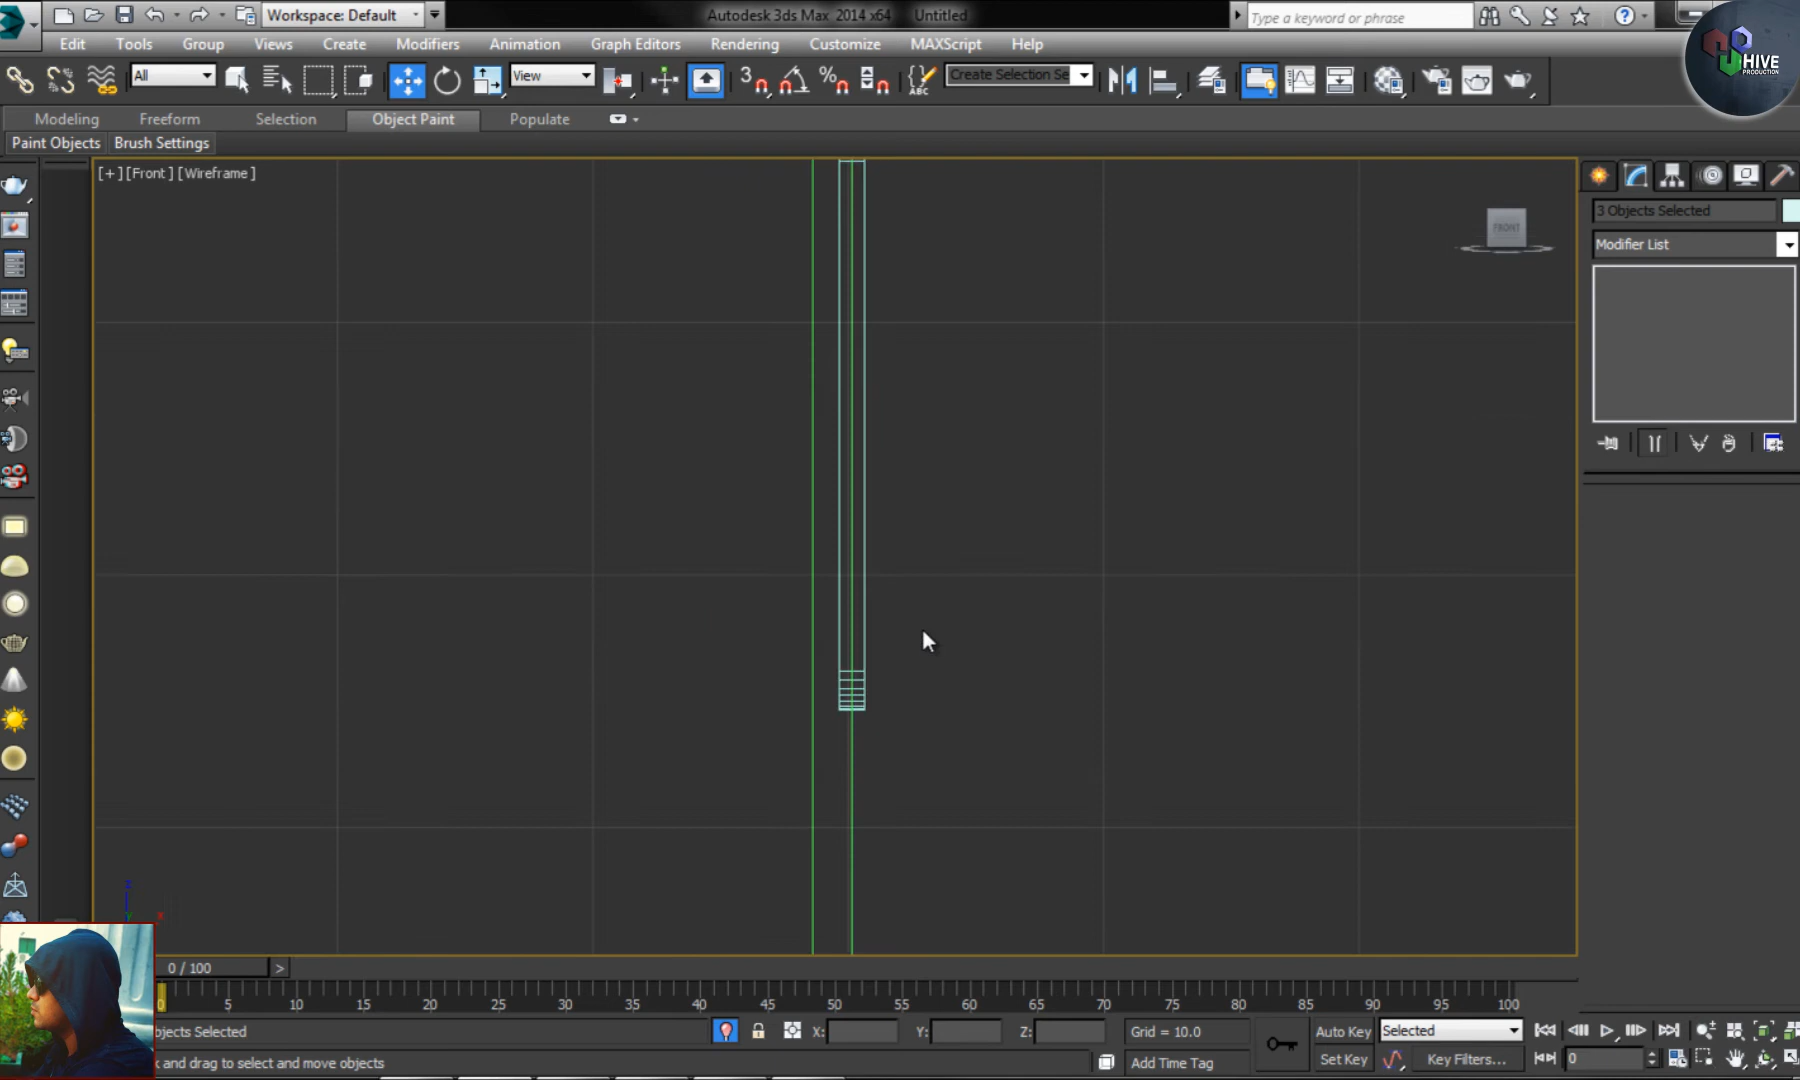 Workspace: Default
Autodesk 3ds Max 2014 x64 Untitled
Type a keyword or phrase
Edit Tools Group Views Create Modifiers Animation Graph Editors Rendering Customize MAXScript Help
All
View
3
%
ABC
Create Selection Se
HIVE
PRODUCTION
Modeling Freeform Selection Object Paint Populate
Paint Objects Brush Settings
[+] [Front ] [Wireframe ]
FRONT
3 Objects Selected
Modifier List
z
x
Y
0 / 100 >
0 5 10 15 20 25 30 35 40 45 50 55 60 65 70 75 80 85 90 95 100
bjects Selected
X: Y: Z:
Grid = 10.0
Auto Key Selected
k and drag to select and move objects
Add Time Tag
Set Key Key Filters... 0